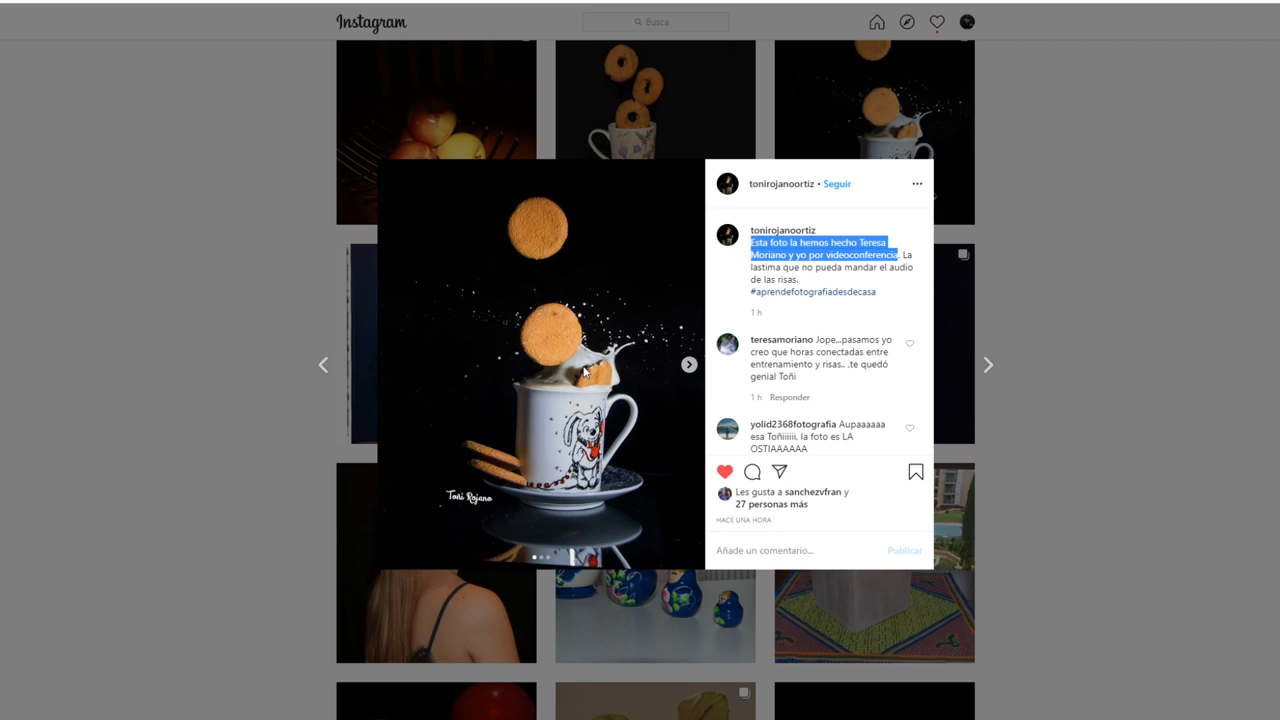 Instagram
Busca
tonirojanoortiz • Seguir
tonirojanoortiz
Esta foto la hemos hecho Teresa
Moriano y yo por videoconferencia. La
lastima que no pueda mandar el audio
de las risas.
#aprendefotografiadesdecasa
1 h
teresamoriano Jope...pasamos yo
creo que horas conectadas entre
entrenamiento y risas.. .te quedó
genial Toñi
1 h Responder
yolid2368fotografia Aupaaaaaa
esa Toñiiiiii, la foto es LA
OSTIAAAAAA
Les gusta a sanchezvfran y
27 personas más
HACE UNA HORA
Añade un comentario... Publicar
Toñi Rojano